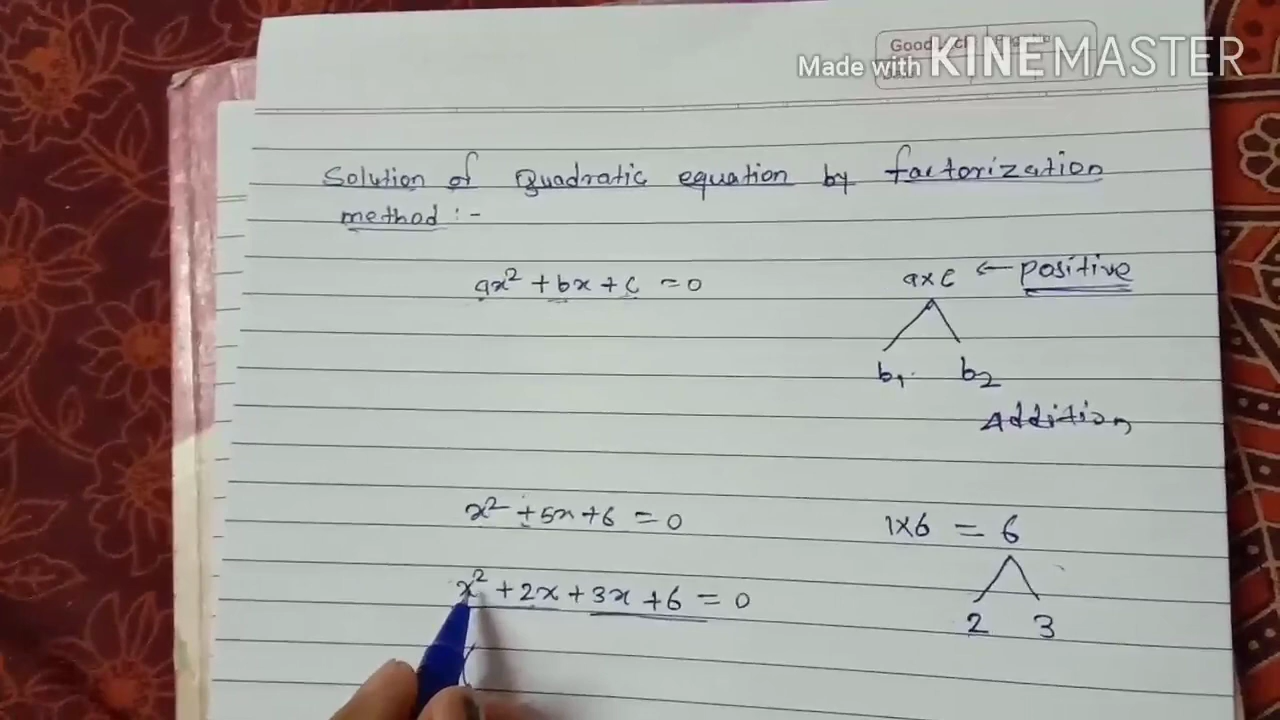 Made with KINEMASTER
Solution of Quadratic equation by factorization
method :-
ax² + bx + c = 0
a×c ← positive
b₁ b₂
Addition
x² + 5x + 6 = 0
1×6 = 6
x² + 2x + 3x + 6 = 0
2 3